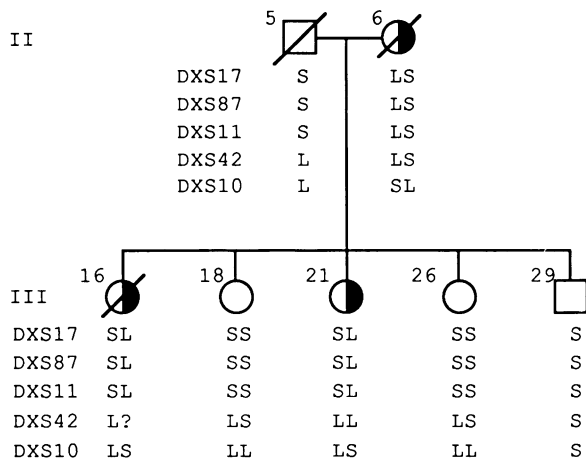 5 6
II
DXS17 S LS
DXS87 S LS
DXS11 S LS
DXS42 L LS
DXS10 L SL
16 18 21 26 29
III
DXS17 SL SS SL SS S
DXS87 SL SS SL SS S
DXS11 SL SS SL SS S
DXS42 L? LS LL LS S
DXS10 LS LL LS LL S